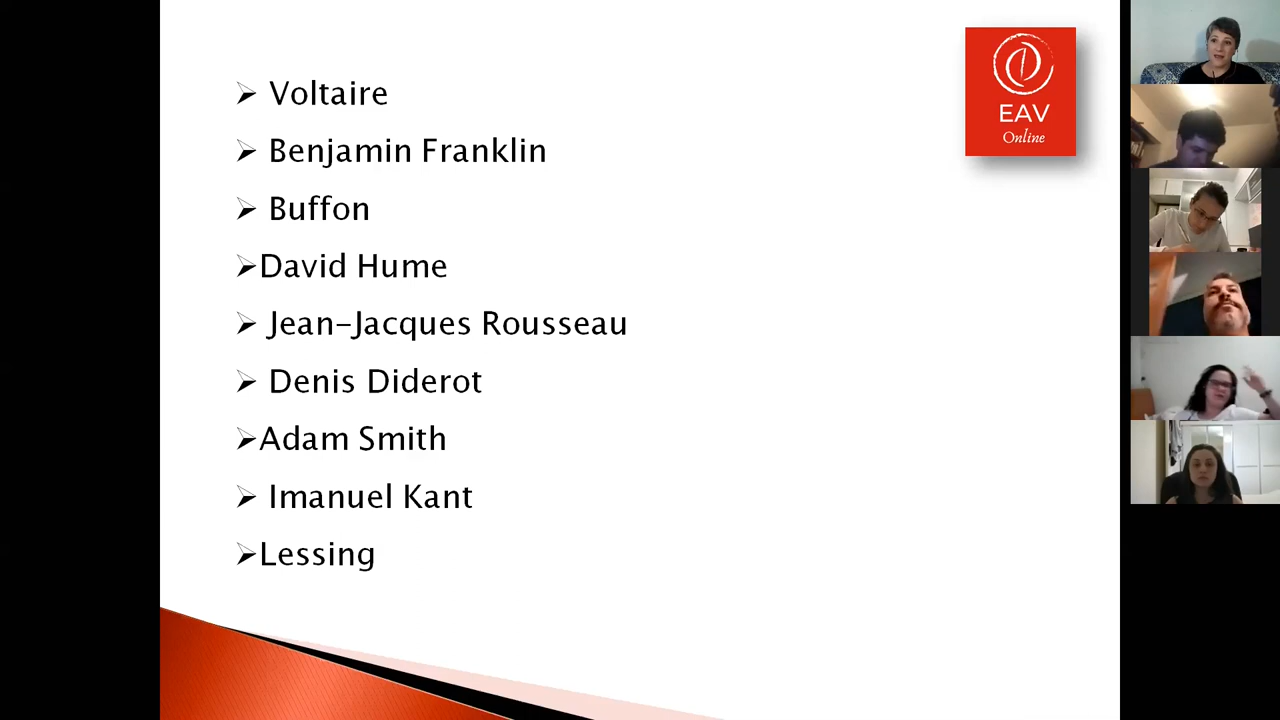 Voltaire
Benjamin Franklin
Buffon
David Hume
Jean-Jacques Rousseau
Denis Diderot
Adam Smith
Imanuel Kant
Lessing
EAV
Online